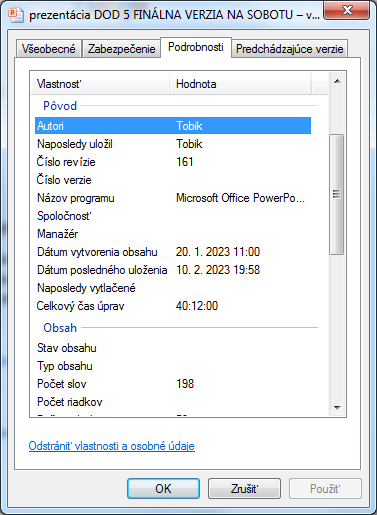 prezentácia DOD 5 FINÁLNA VERZIA NA SOBOTU – v...
Všeobecné Zabezpečenie Podrobnosti Predchádzajúce verzie
Vlastnosť Hodnota
Pôvod
Autori Tobik
Naposledy uložil Tobik
Číslo revízie 161
Číslo verzie
Názov programu Microsoft Office PowerPo...
Spoločnosť
Manažér
Dátum vytvorenia obsahu 20. 1. 2023 11:00
Dátum posledného uloženia 10. 2. 2023 19:58
Naposledy vytlačené
Celkový čas úprav 40:12:00
Obsah
Stav obsahu
Typ obsahu
Počet slov 198
Počet riadkov
Odstrániť vlastnosti a osobné údaje
OK Zrušiť Použiť